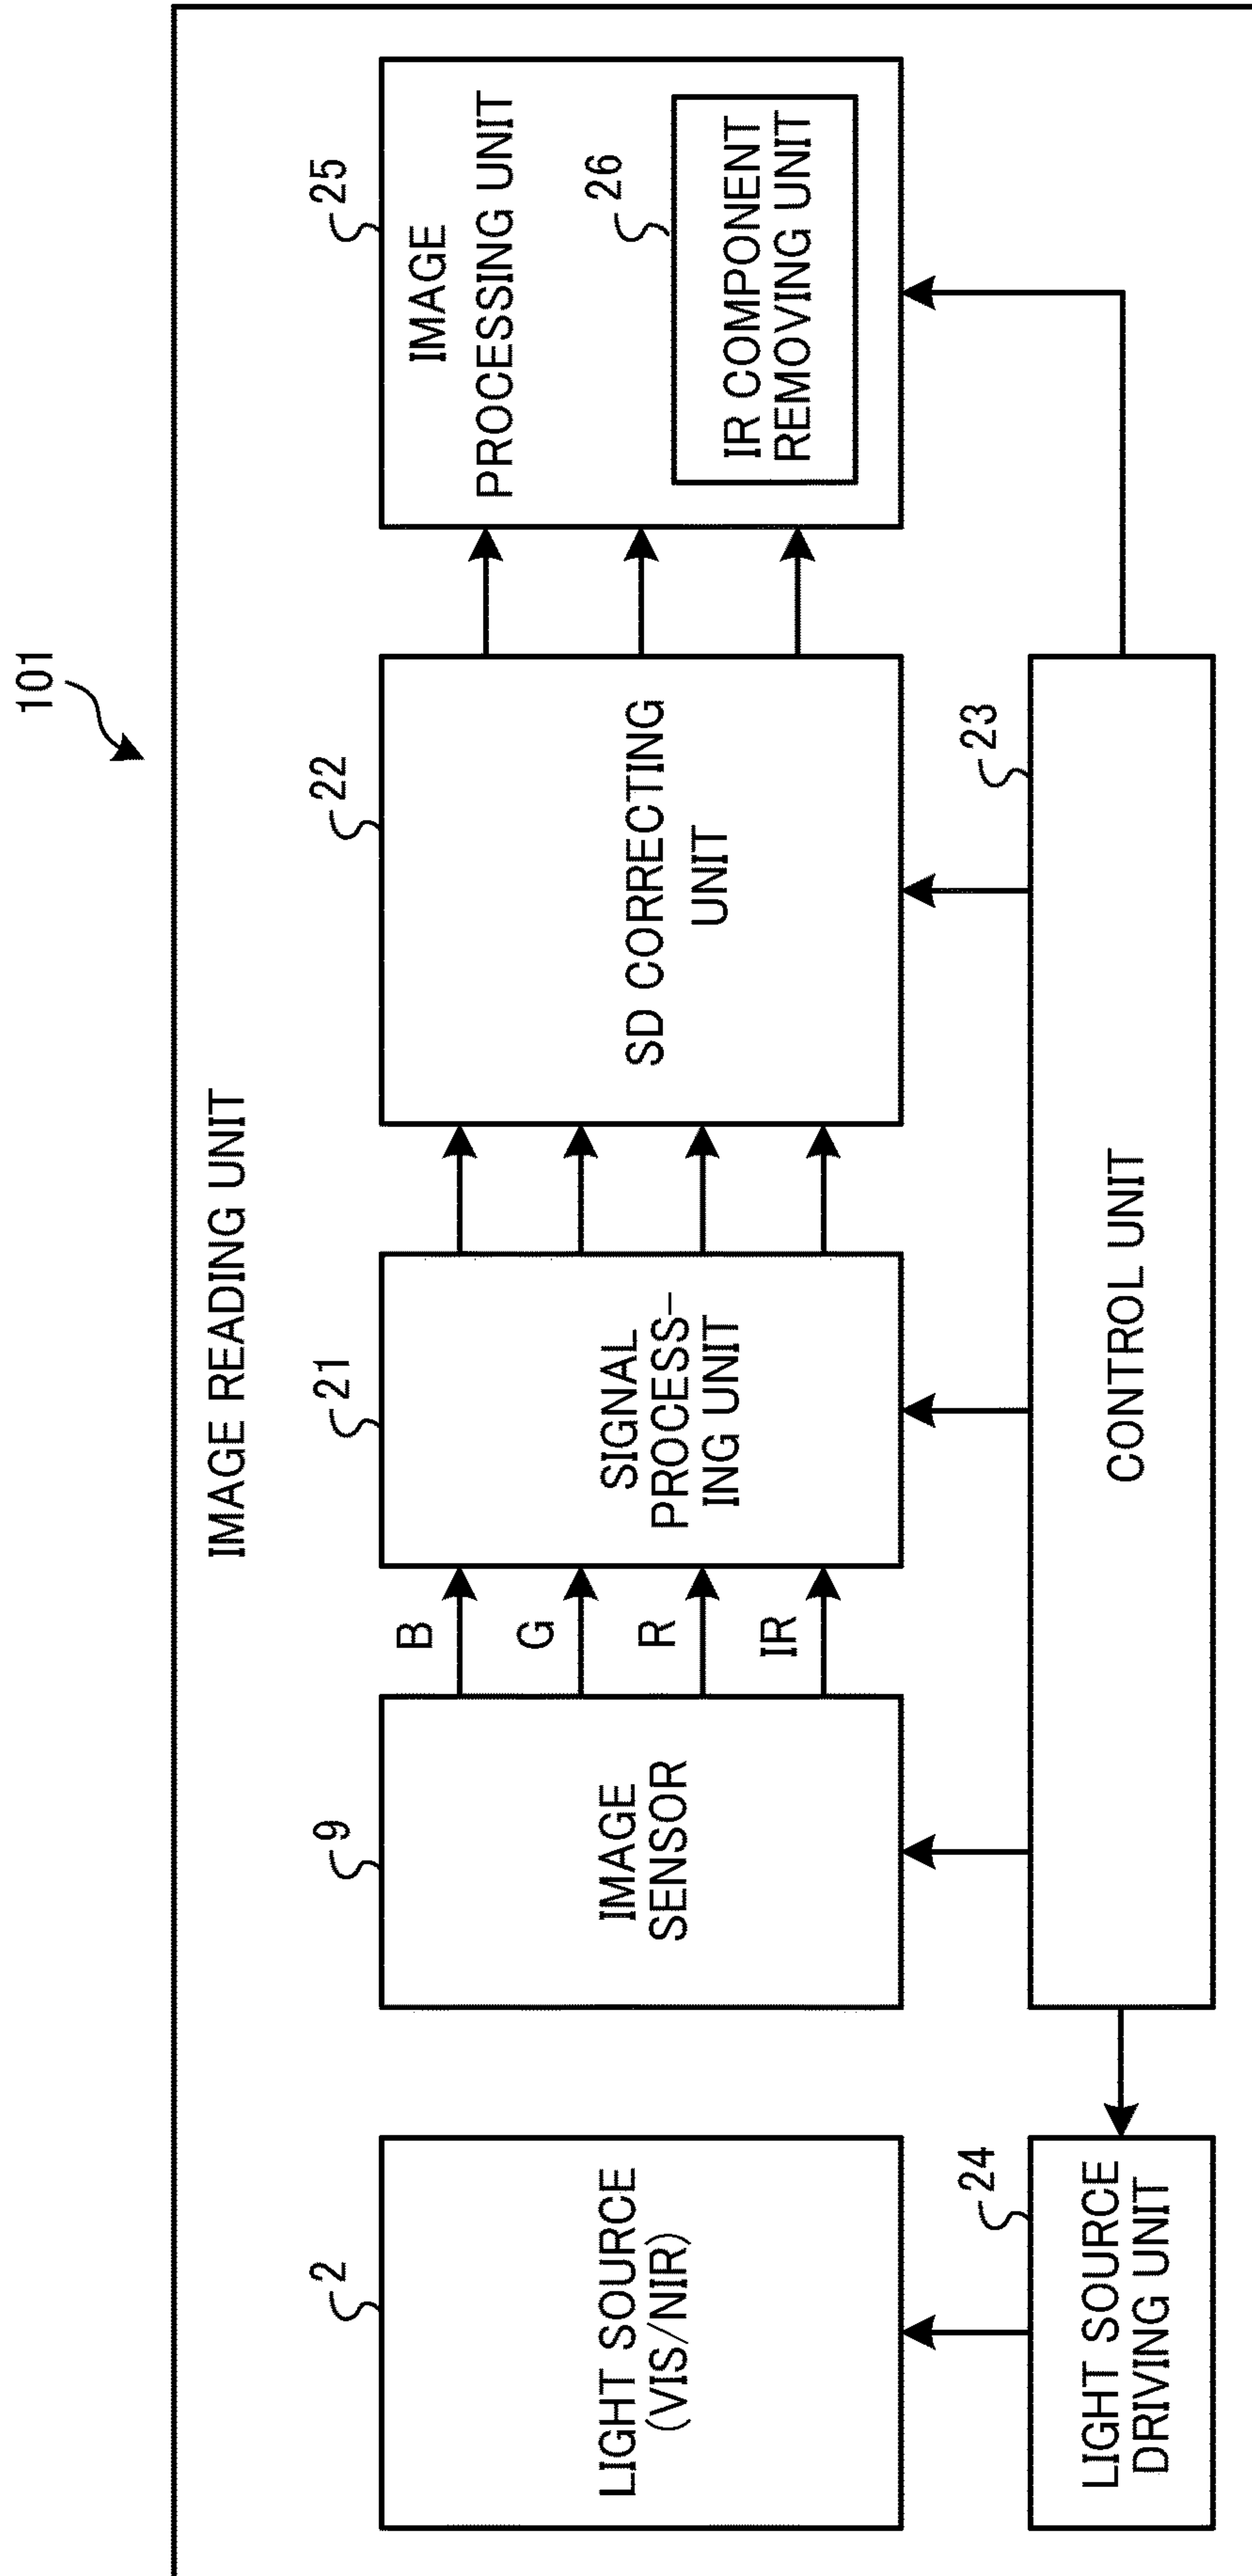 101
IMAGE READING UNIT
2
LIGHT SOURCE
(VIS/NIR)
9
IMAGE
SENSOR
B
G
R
IR
21
SIGNAL
PROCESS-
ING UNIT
22
SD CORRECTING
UNIT
25
IMAGE
PROCESSING UNIT
26
IR COMPONENT
REMOVING UNIT
24
LIGHT SOURCE
DRIVING UNIT
23
CONTROL UNIT